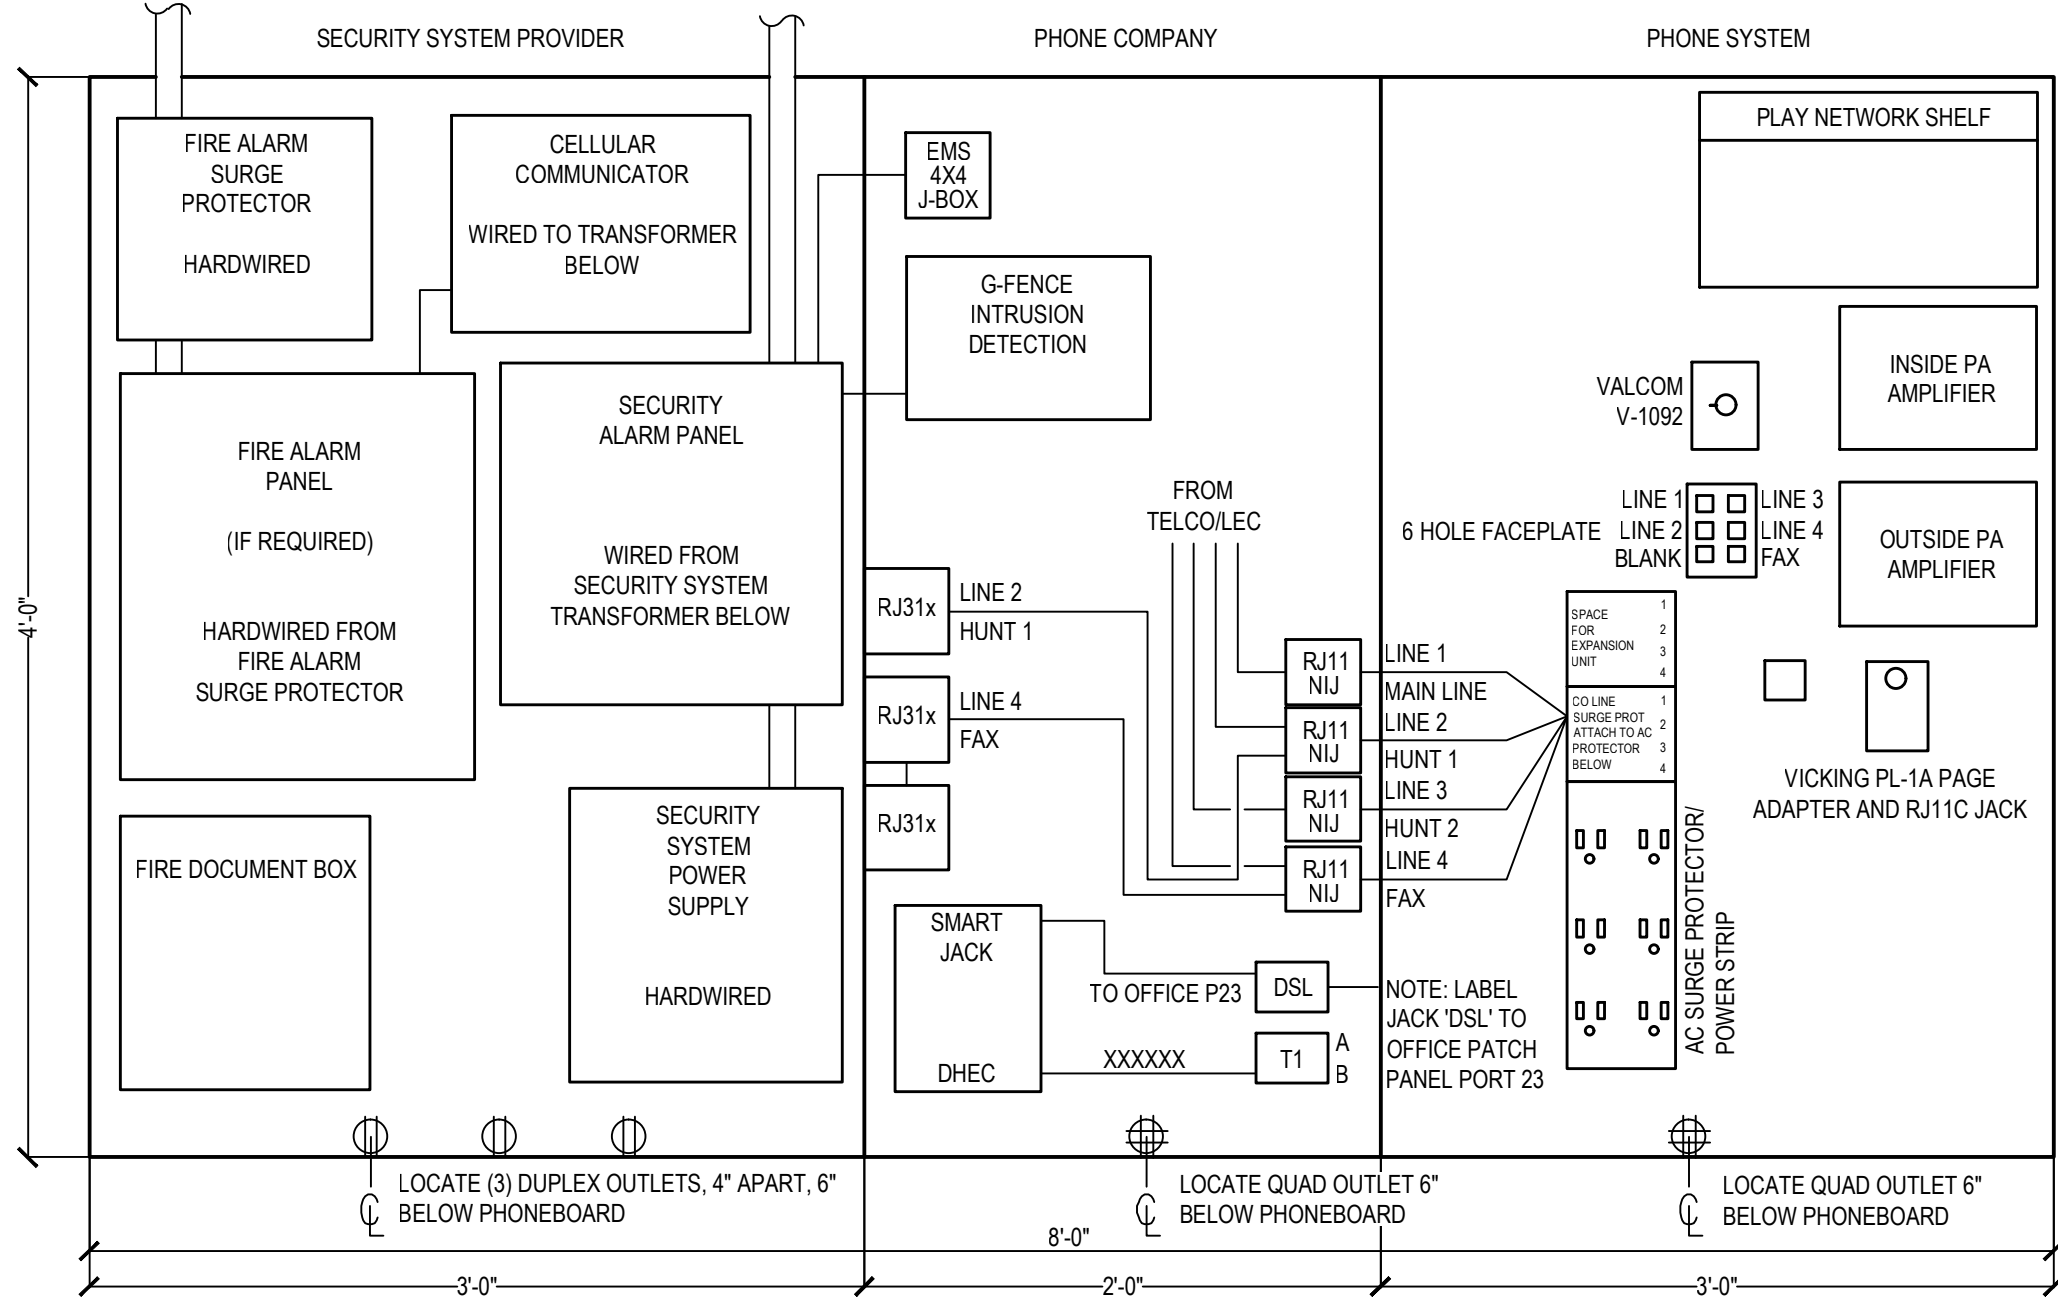 SECURITY SYSTEM PROVIDER
PHONE COMPANY
PHONE SYSTEM
FIRE ALARM
SURGE
PROTECTOR
HARDWIRED
CELLULAR
COMMUNICATOR
WIRED TO TRANSFORMER
BELOW
FIRE ALARM
PANEL
(IF REQUIRED)
HARDWIRED FROM
FIRE ALARM
SURGE PROTECTOR
SECURITY
ALARM PANEL
WIRED FROM
SECURITY SYSTEM
TRANSFORMER BELOW
FIRE DOCUMENT BOX
SECURITY
SYSTEM
POWER
SUPPLY
HARDWIRED
EMS
4X4
J-BOX
G-FENCE
INTRUSION
DETECTION
FROM
TELCO/LEC
RJ31x
LINE 2
HUNT 1
RJ31x
LINE 4
FAX
RJ31x
RJ11
NIJ
RJ11
NIJ
RJ11
NIJ
RJ11
NIJ
LINE 1
MAIN LINE
LINE 2
HUNT 1
LINE 3
HUNT 2
LINE 4
FAX
SMART
JACK
DHEC
TO OFFICE P23
DSL
XXXXXX
T1
A
B
NOTE: LABEL
JACK 'DSL' TO
OFFICE PATCH
PANEL PORT 23
PLAY NETWORK SHELF
INSIDE PA
AMPLIFIER
VALCOM
V-1092
OUTSIDE PA
AMPLIFIER
6 HOLE FACEPLATE
LINE 1
LINE 2
BLANK
LINE 3
LINE 4
FAX
SPACE
FOR
EXPANSION
UNIT
1
2
3
4
CO LINE
SURGE PROT
ATTACH TO AC
PROTECTOR
BELOW
1
2
3
4
VICKING PL-1A PAGE
ADAPTER AND RJ11C JACK
AC SURGE PROTECTOR/
POWER STRIP
LOCATE (3) DUPLEX OUTLETS, 4" APART, 6"
BELOW PHONEBOARD
LOCATE QUAD OUTLET 6"
BELOW PHONEBOARD
LOCATE QUAD OUTLET 6"
BELOW PHONEBOARD
4'-0"
8'-0"
3'-0"
2'-0"
3'-0"